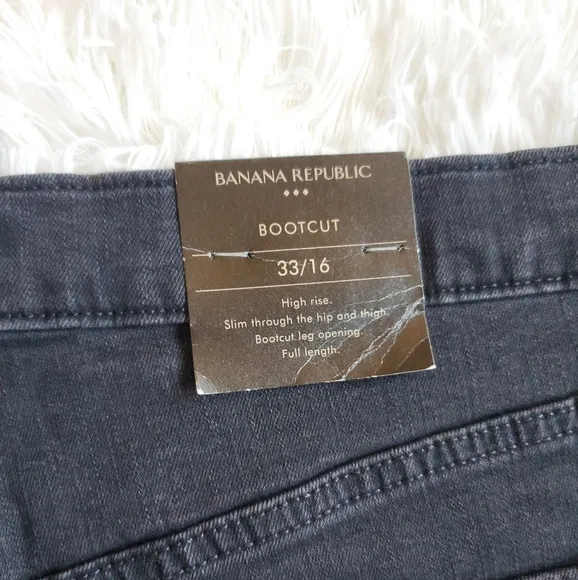 BANANA REPUBLIC
BOOTCUT
33/16
High rise.
Slim through the hip and thigh.
Bootcut leg opening.
Full length.